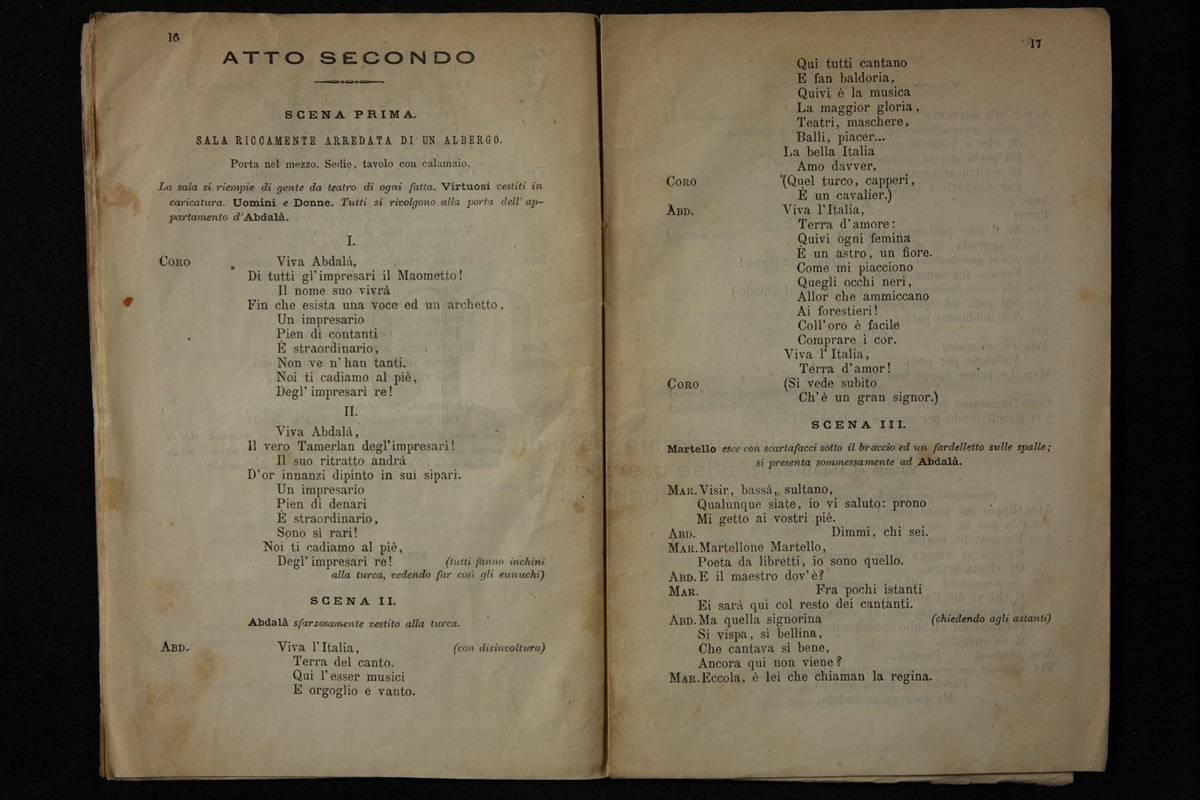 16
ATTO SECONDO
SCENA PRIMA.
SALA RICCAMENTE ARREDATA DI UN ALBERGO.
Porta nel mezzo. Sedie, tavolo con calamaio.
La sala si riempie di gente da teatro di ogni fatta. Virtuosi vestiti in
caricatura. Uomini e Donne. Tutti si rivolgono alla porta dell'ap-
partamento d'Abdalà.
I.
CORO Viva Abdalà,
Di tutti gl'impresari il Maometto!
Il nome suo vivrà
Fin che esista una voce ed un archetto,
Un impresario
Pien di contanti
È straordinario,
Non ve n'han tanti.
Noi ti cadiamo al piè,
Degl'impresari re!
II.
Viva Abdalà,
Il vero Tamerlan degl'impresari!
Il suo ritratto andrà
D'or innanzi dipinto in sui sipari.
Un impresario
Pien di denari
È straordinario,
Sono sì rari!
Noi ti cadiamo al piè,
Degl'impresari re! (tutti fanno inchini
alla turca, vedendo far così gli eunuchi)
SCENA II.
Abdalà sfarzosamente vestito alla turca.
ABD. Viva l'Italia, (con disinvoltura)
Terra del canto.
Qui l'esser musici
E orgoglio e vanto.
17
Qui tutti cantano
E fan baldoria,
Quivi è la musica
La maggior gloria,
Teatri, maschere,
Balli, piacer...
La bella Italia
Amo davver.
CORO (Quel turco, capperi,
È un cavalier.)
ABD. Viva l'Italia,
Terra d'amore:
Quivi ogni femina
È un astro, un fiore.
Come mi piacciono
Quegli occhi neri,
Allor che ammiccano
Ai forestieri!
Coll'oro è facile
Comprare i cor.
Viva l'Italia,
Terra d'amor!
CORO (Si vede subito
Ch'è un gran signor.)
SCENA III.
Martello esce con scartafacci sotto il braccio ed un fardelletto sulle spalle;
si presenta sommessamente ad Abdalà.
MAR. Visir, bassà, sultano,
Qualunque siate, io vi saluto: prono
Mi getto ai vostri piè.
ABD. Dimmi, chi sei.
MAR. Martellone Martello,
Poeta da libretti, io sono quello.
ABD. E il maestro dov'è?
MAR. Fra pochi istanti
Ei sarà qui col resto dei cantanti.
ABD. Ma quella signorina (chiedendo agli astanti)
Sì vispa, sì bellina,
Che cantava sì bene,
Ancora qui non viene?
MAR. Eccola, è lei che chiaman la regina.